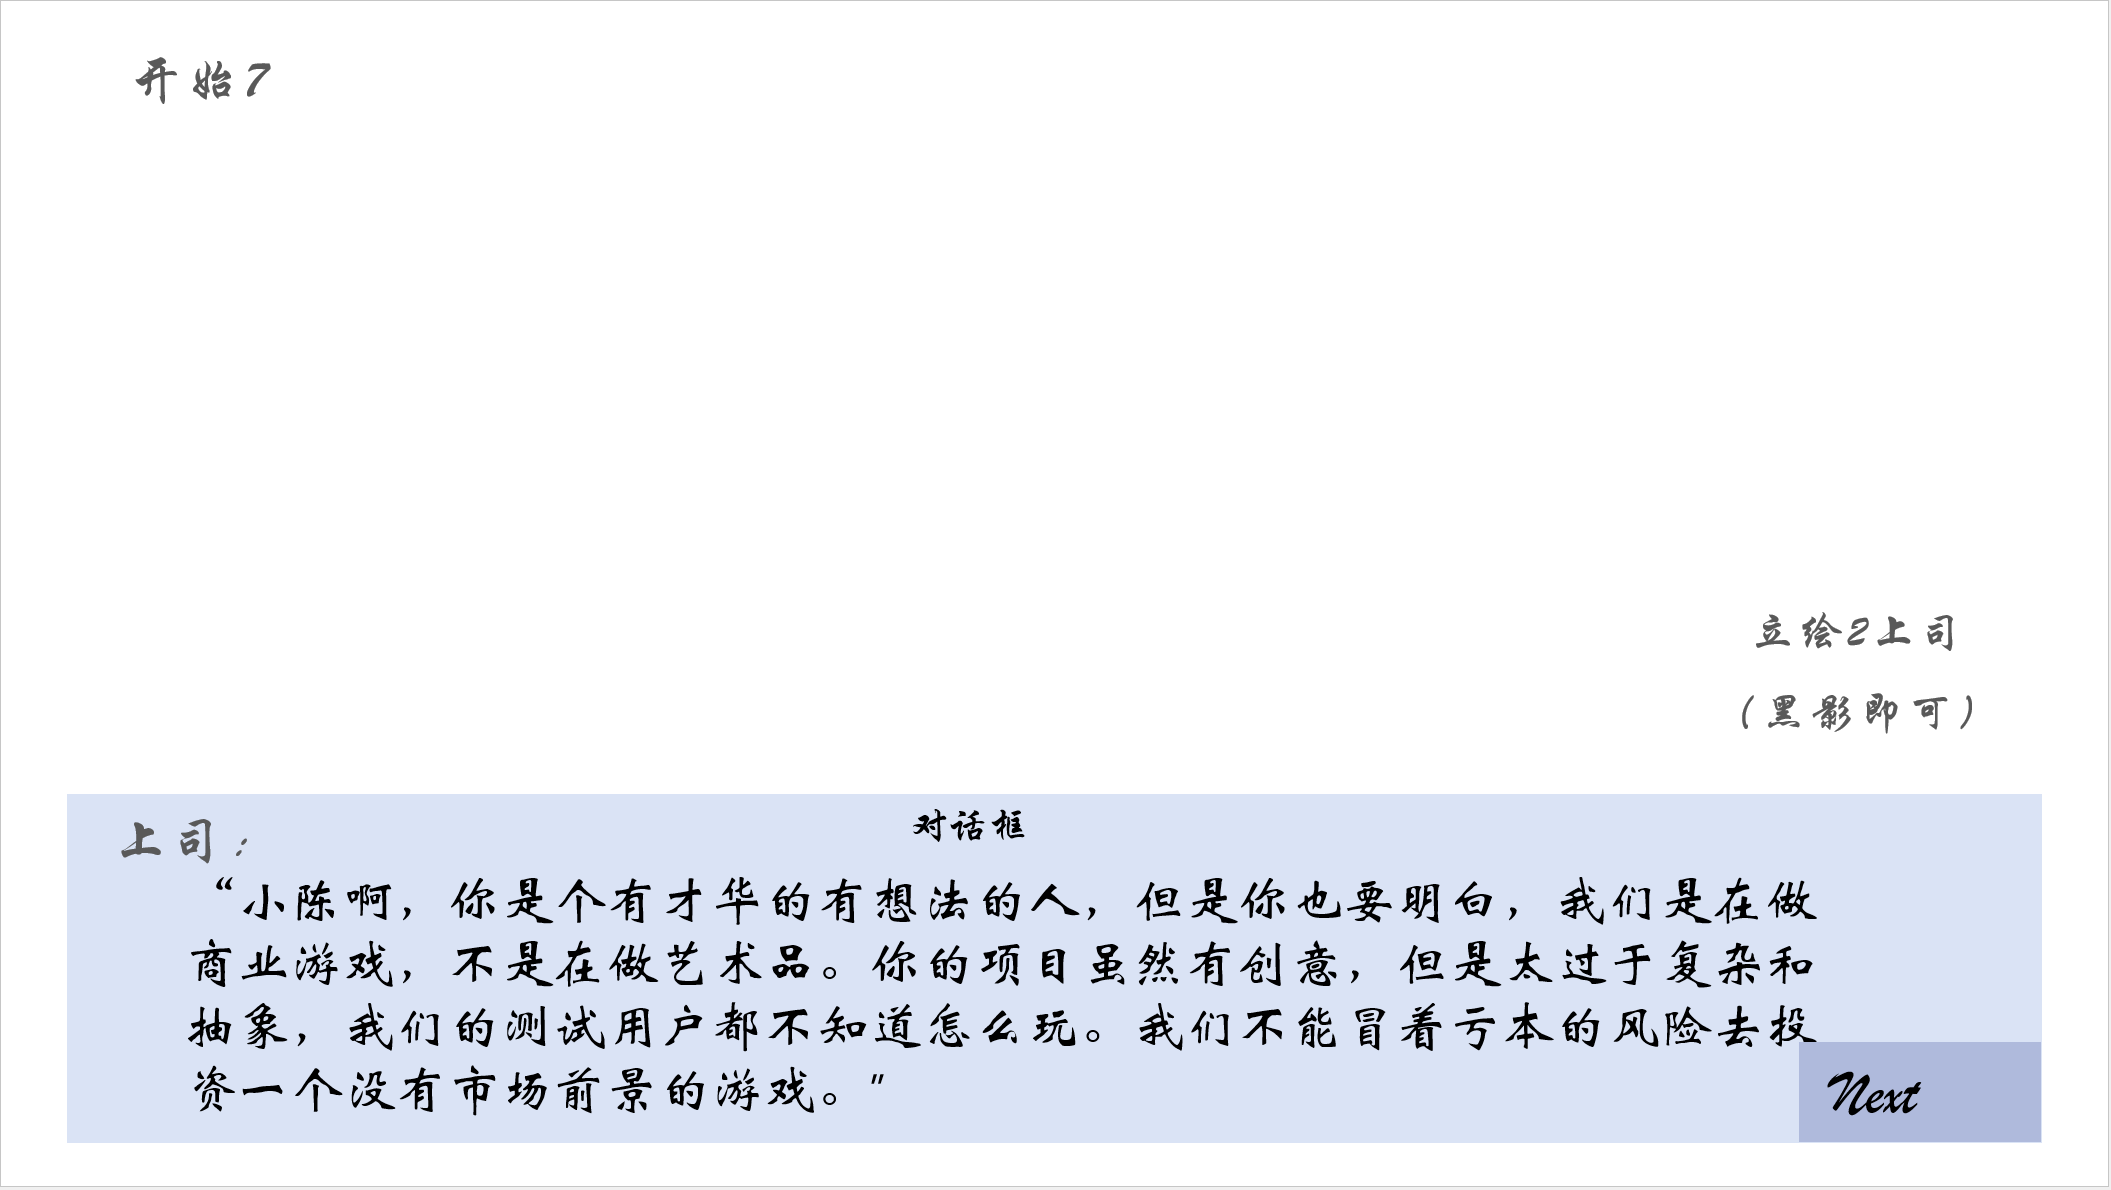 开始7
立绘2上司
（黑影即可）
对话框
上司：
“小陈啊，你是个有才华的有想法的人，但是你也要明白，我们是在做
商业游戏，不是在做艺术品。你的项目虽然有创意，但是太过于复杂和
抽象，我们的测试用户都不知道怎么玩。我们不能冒着亏本的风险去投
资一个没有市场前景的游戏。”
Next